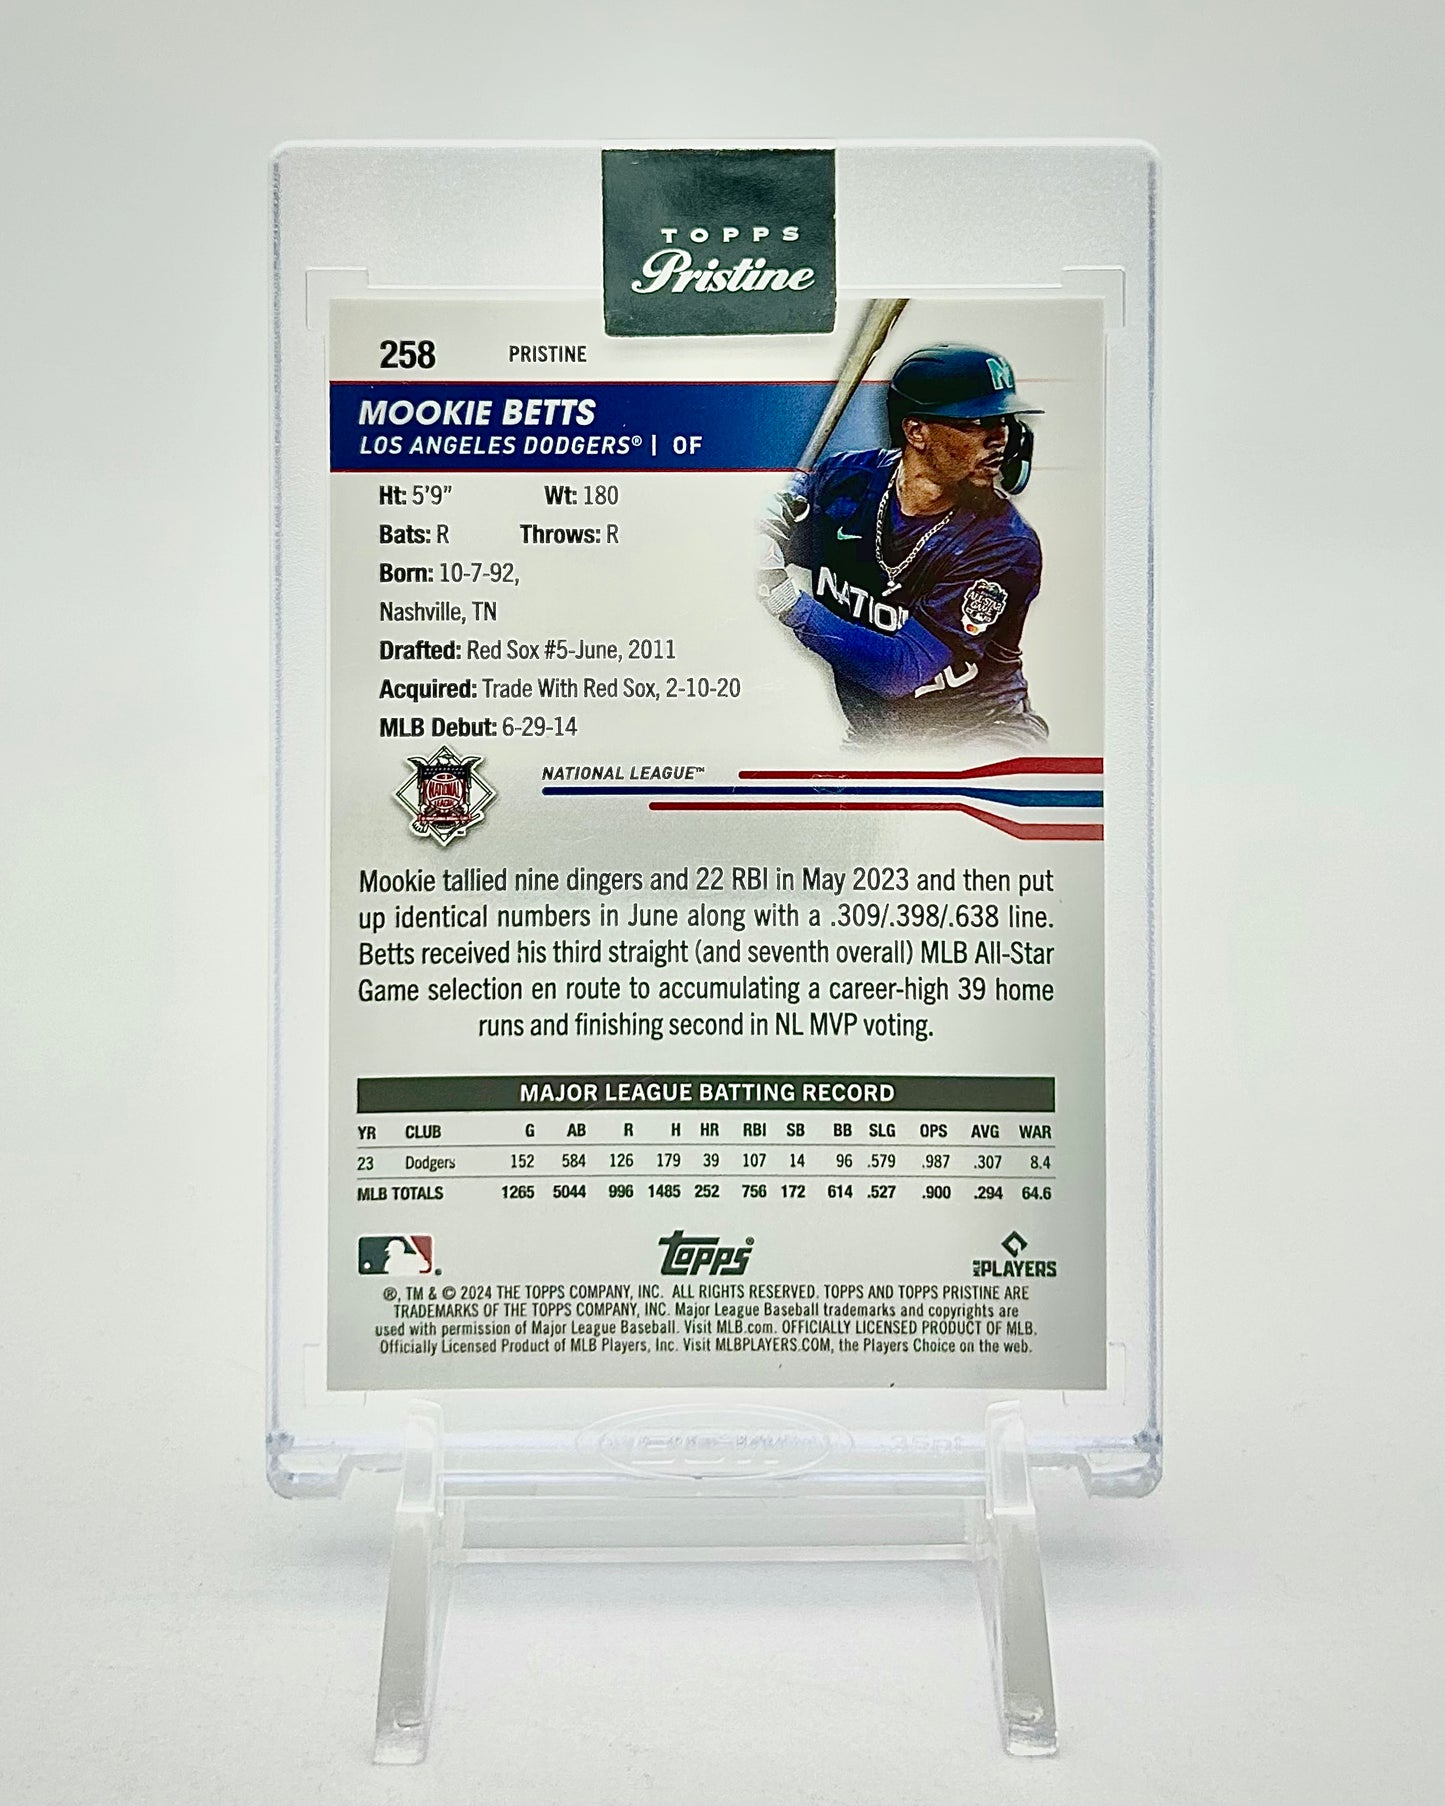 TOPPS
Pristine
258 PRISTINE
N
MOOKIE BETTS
LOS ANGELES DODGERS® | OF
Ht: 5'9" Wt: 180
Bats: R Throws: R
Born: 10-7-92,
Nashville, TN
Drafted: Red Sox #5-June, 2011
Acquired: Trade With Red Sox, 2-10-20
MLB Debut: 6-29-14
NATIO
ALL-STAR
GAME
50
NATIONAL
LEAGUE
NATIONAL LEAGUE™
Mookie tallied nine dingers and 22 RBI in May 2023 and then put
up identical numbers in June along with a .309/.398/.638 line.
Betts received his third straight (and seventh overall) MLB All-Star
Game selection en route to accumulating a career-high 39 home
runs and finishing second in NL MVP voting.
MAJOR LEAGUE BATTING RECORD
YR CLUB G AB R H HR RBI SB BB SLG OPS AVG WAR
23 Dodgers 152 584 126 179 39 107 14 96 .579 .987 .307 8.4
MLB TOTALS 1265 5044 996 1485 252 756 172 614 .527 .900 .294 64.6
topps®
MLB PLAYERS
®, TM & © 2024 THE TOPPS COMPANY, INC. ALL RIGHTS RESERVED. TOPPS AND TOPPS PRISTINE ARE
TRADEMARKS OF THE TOPPS COMPANY, INC. Major League Baseball trademarks and copyrights are
used with permission of Major League Baseball. Visit MLB.com. OFFICIALLY LICENSED PRODUCT OF MLB.
Officially Licensed Product of MLB Players, Inc. Visit MLBPLAYERS.COM, the Players Choice on the web.